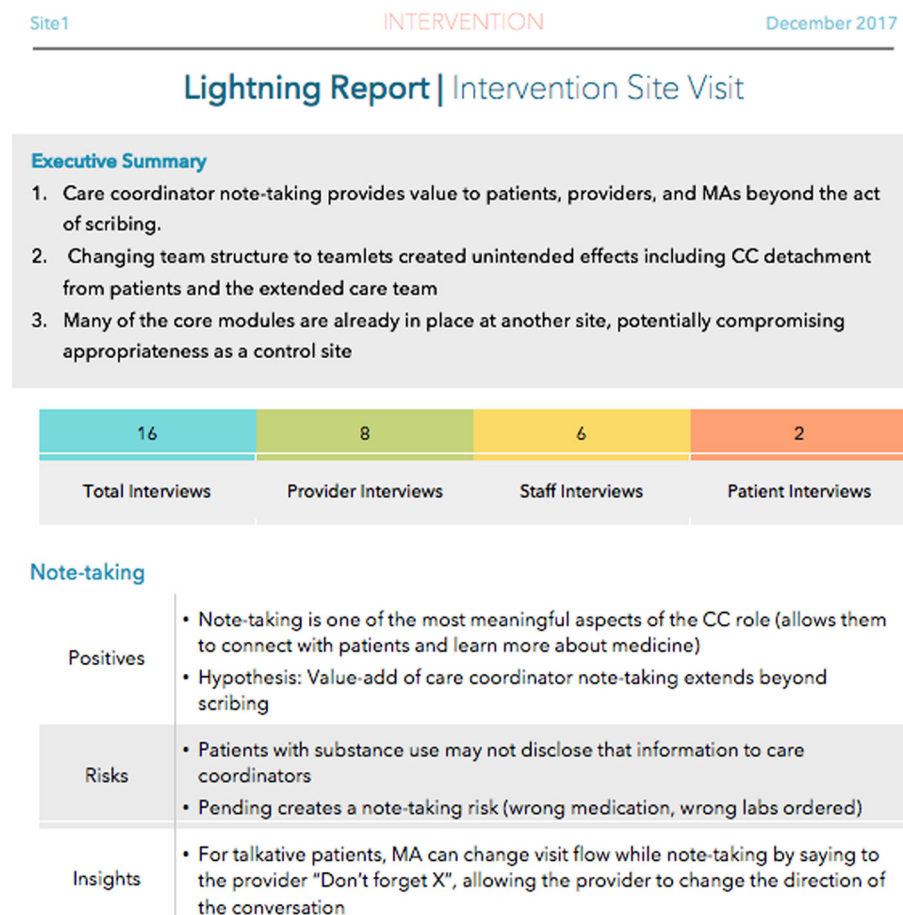 Site1 INTERVENTION December 2017
Lightning Report | Intervention Site Visit
Executive Summary
1. Care coordinator note-taking provides value to patients, providers, and MAs beyond the act
of scribing.
2. Changing team structure to teamlets created unintended effects including CC detachment
from patients and the extended care team
3. Many of the core modules are already in place at another site, potentially compromising
appropriateness as a control site
16 8 6 2
Total Interviews Provider Interviews Staff Interviews Patient Interviews
Note-taking
Positives
• Note-taking is one of the most meaningful aspects of the CC role (allows them
to connect with patients and learn more about medicine)
• Hypothesis: Value-add of care coordinator note-taking extends beyond
scribing
Risks
• Patients with substance use may not disclose that information to care
coordinators
• Pending creates a note-taking risk (wrong medication, wrong labs ordered)
Insights
• For talkative patients, MA can change visit flow while note-taking by saying to
the provider “Don’t forget X”, allowing the provider to change the direction of
the conversation